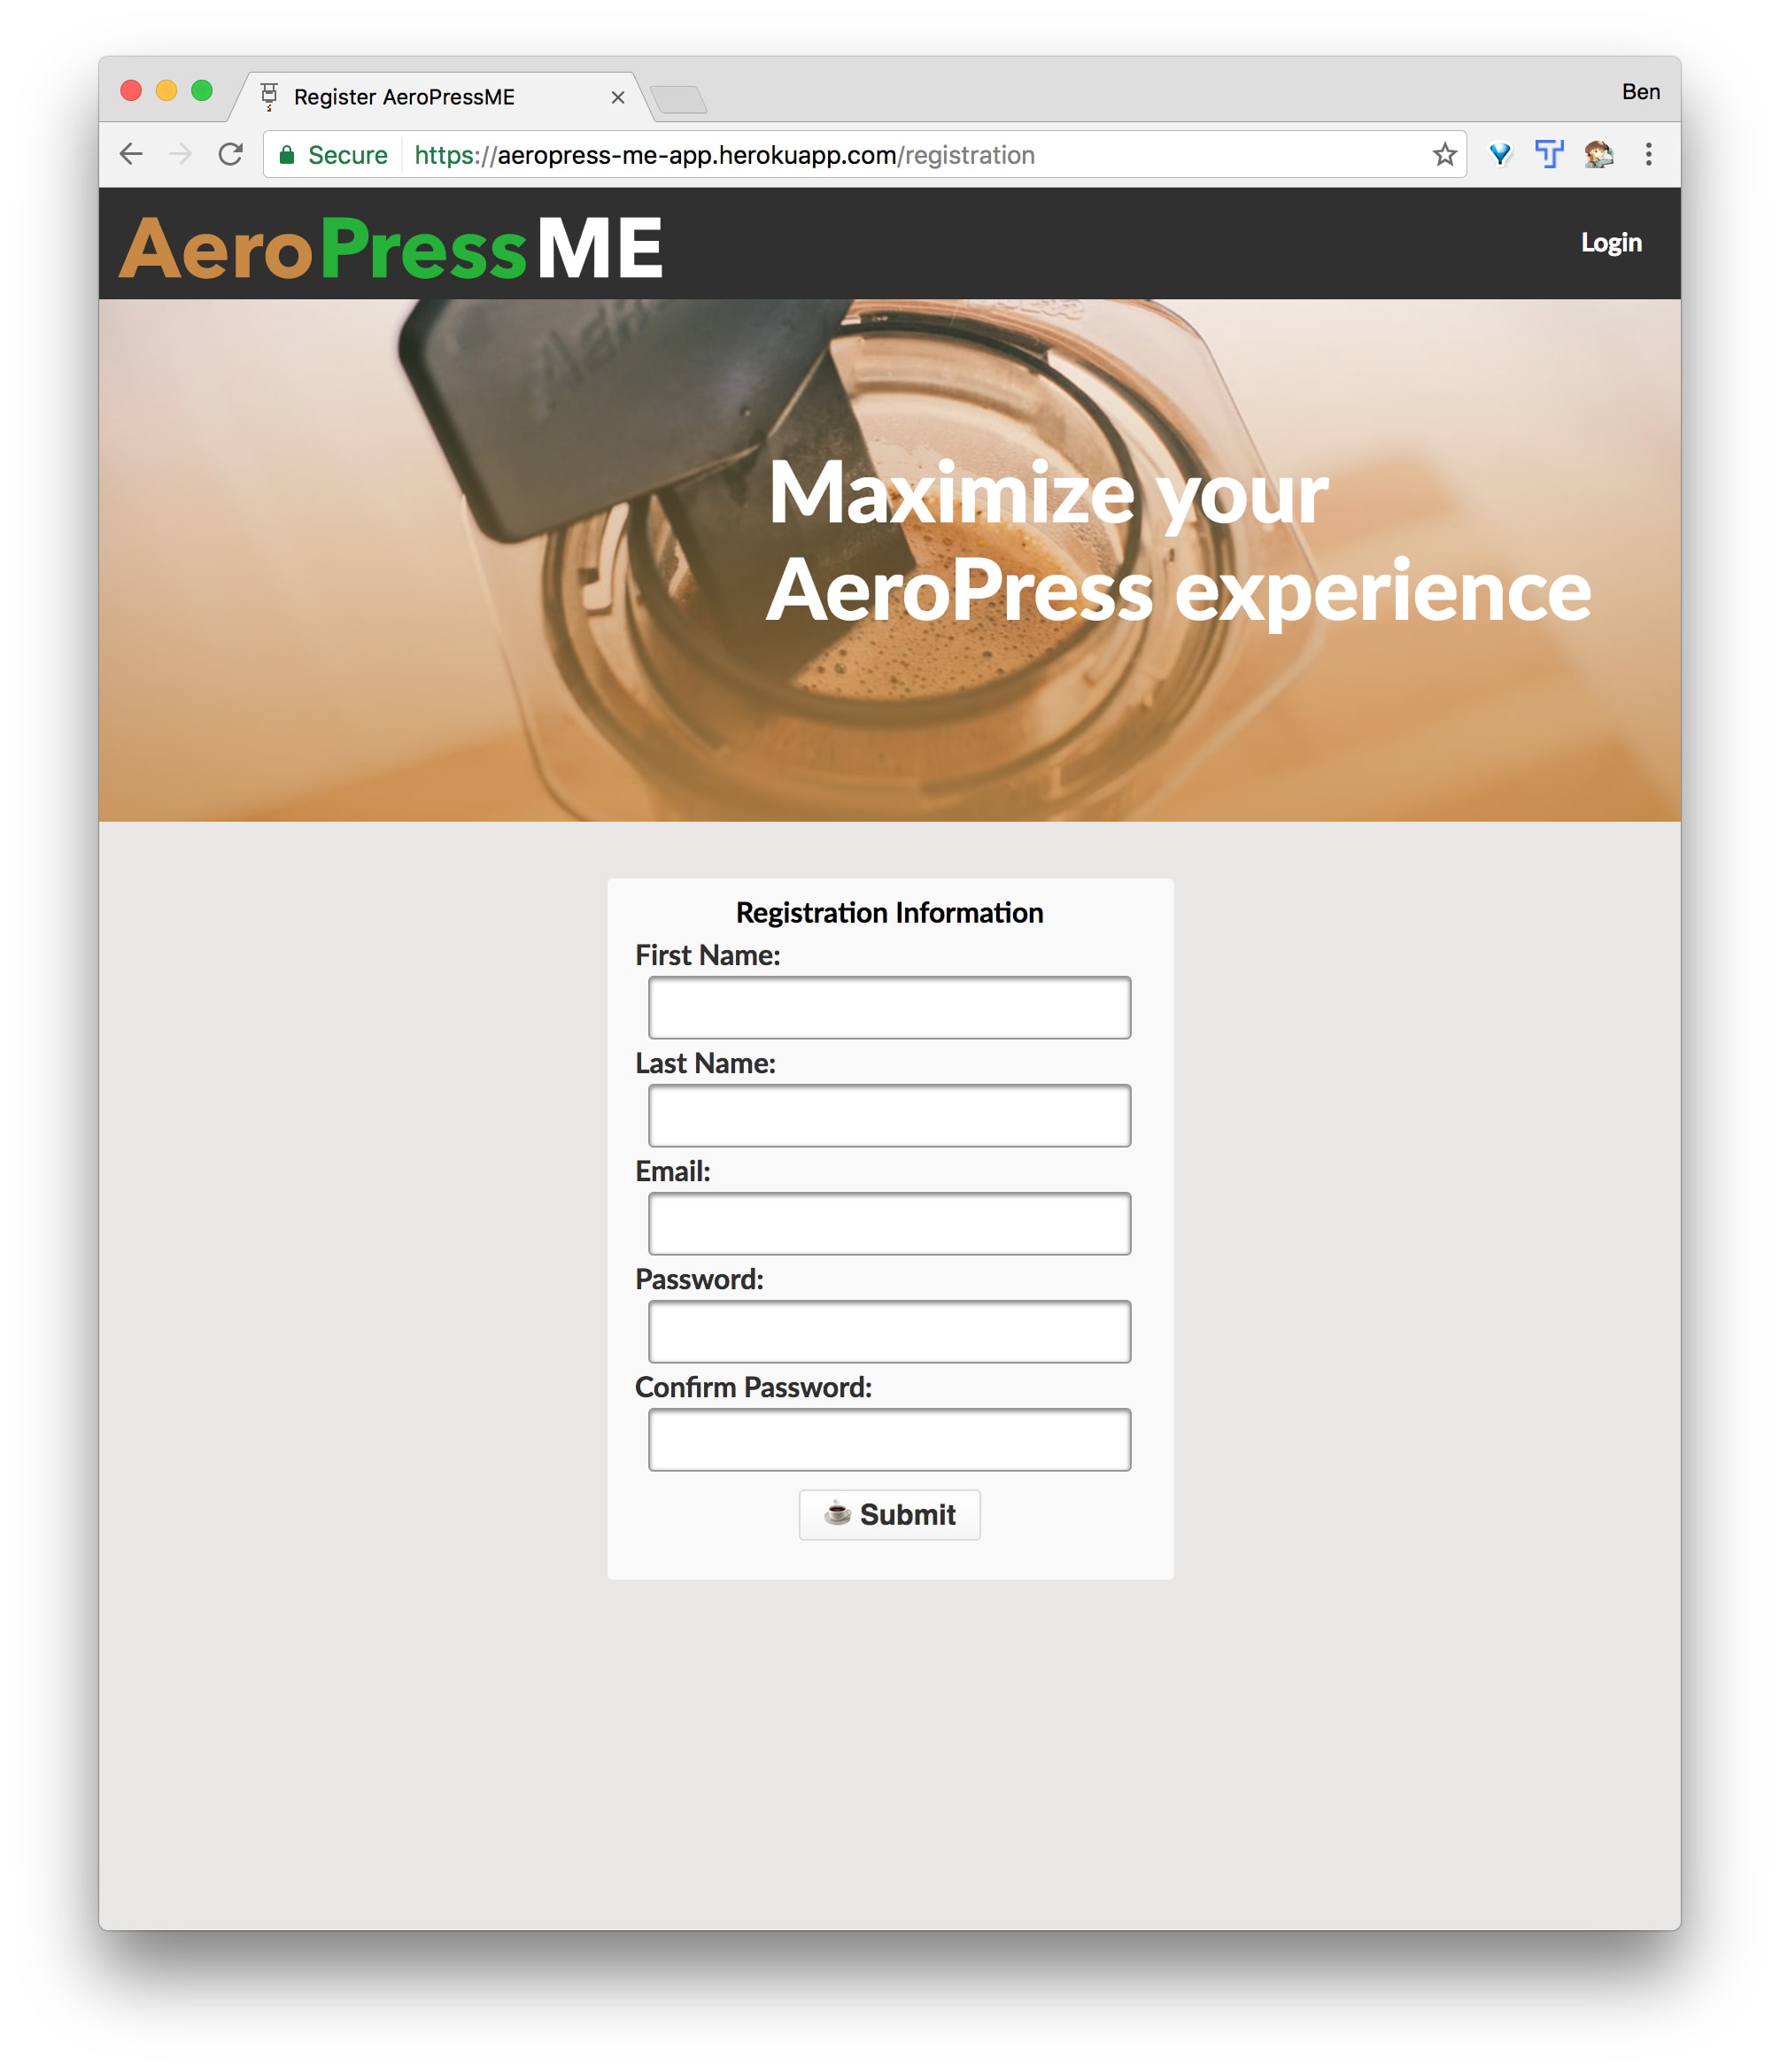 Register AeroPressME
Ben
Secure https://aeropress-me-app.herokuapp.com/registration
AeroPressME
Login
Maximize your
AeroPress experience
Registration Information
First Name:
Last Name:
Email:
Password:
Confirm Password:
Submit